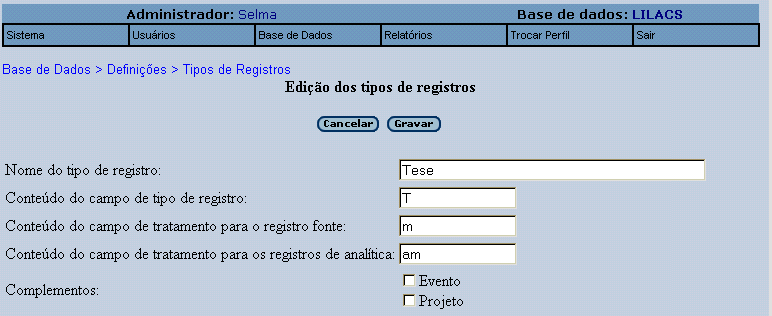 Administrador: Selma Base de dados: LILACS
Sistema Usuários Base de Dados Relatórios Trocar Perfil Sair
Base de Dados > Definições > Tipos de Registros
Edição dos tipos de registros
Cancelar Gravar
Nome do tipo de registro: Tese
Conteúdo do campo de tipo de registro: T
Conteúdo do campo de tratamento para o registro fonte: m
Conteúdo do campo de tratamento para os registros de analítica: am
Complementos: Evento
Projeto